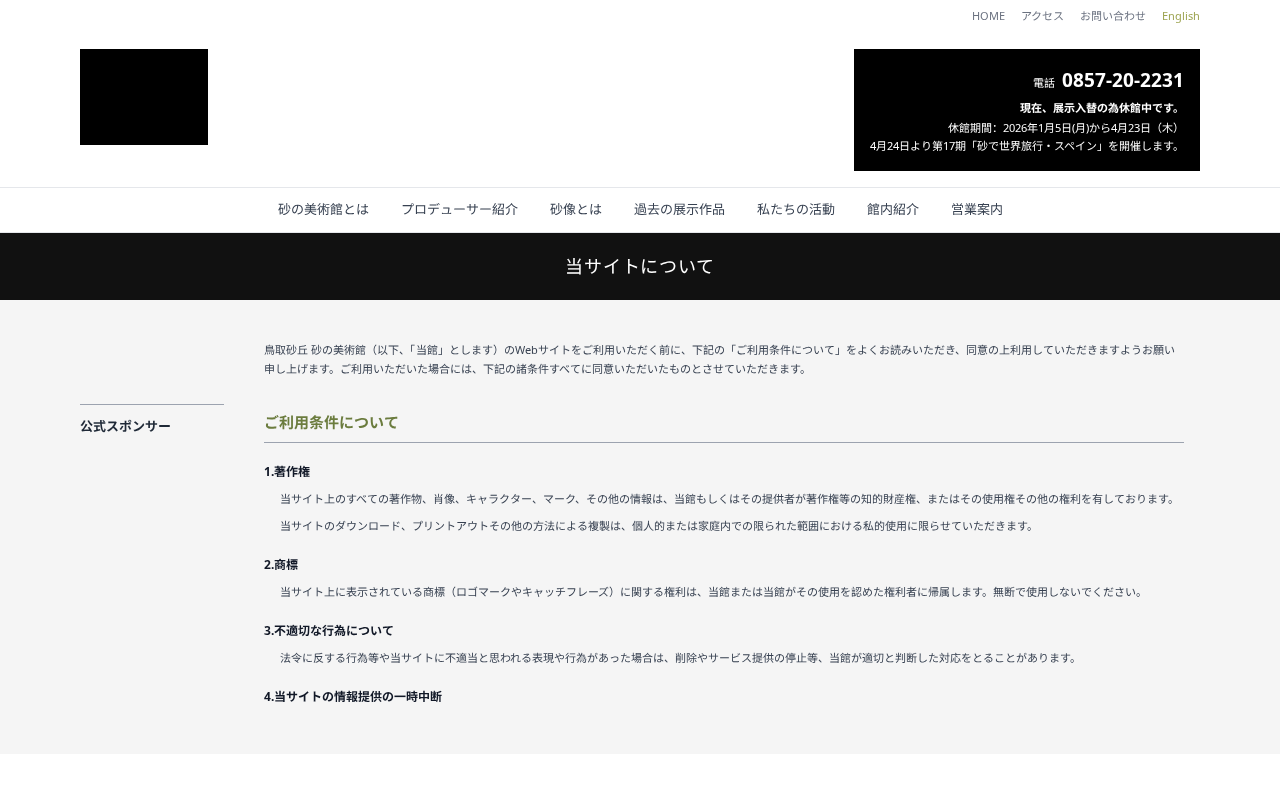 HOME アクセス お問い合わせ English
電話 0857-20-2231
現在、展示入替の為休館中です。
休館期間：2026年1月5日(月)から4月23日（木）
4月24日より第17期「砂で世界旅行・スペイン」を開催します。
砂の美術館とは プロデューサー紹介 砂像とは 過去の展示作品 私たちの活動 館内紹介 営業案内
当サイトについて
鳥取砂丘 砂の美術館（以下、「当館」とします）のWebサイトをご利用いただく前に、下記の「ご利用条件について」をよくお読みいただき、同意の上利用していただきますようお願い
申し上げます。ご利用いただいた場合には、下記の諸条件すべてに同意いただいたものとさせていただきます。
公式スポンサー
ご利用条件について
1.著作権
当サイト上のすべての著作物、肖像、キャラクター、マーク、その他の情報は、当館もしくはその提供者が著作権等の知的財産権、またはその使用権その他の権利を有しております。
当サイトのダウンロード、プリントアウトその他の方法による複製は、個人的または家庭内での限られた範囲における私的使用に限らせていただきます。
2.商標
当サイト上に表示されている商標（ロゴマークやキャッチフレーズ）に関する権利は、当館または当館がその使用を認めた権利者に帰属します。無断で使用しないでください。
3.不適切な行為について
法令に反する行為等や当サイトに不適当と思われる表現や行為があった場合は、削除やサービス提供の停止等、当館が適切と判断した対応をとることがあります。
4.当サイトの情報提供の一時中断